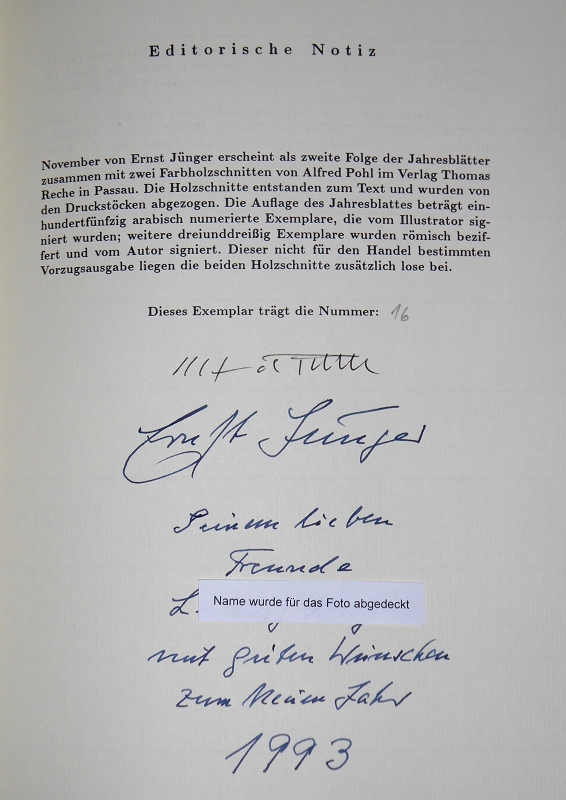 Editorische Notiz
November von Ernst Jünger erscheint als zweite Folge der Jahresblätter
zusammen mit zwei Farbholzschnitten von Alfred Pohl im Verlag Thomas
Reche in Passau. Die Holzschnitte entstanden zum Text und wurden von
den Druckstöcken abgezogen. Die Auflage des Jahresblattes beträgt ein-
hundertfünfzig arabisch numerierte Exemplare, die vom Illustrator sig-
niert wurden; weitere dreiunddreißig Exemplare wurden römisch bezif-
fert und vom Autor signiert. Dieser nicht für den Handel bestimmten
Vorzugsausgabe liegen die beiden Holzschnitte zusätzlich lose bei.
Dieses Exemplar trägt die Nummer: 16
Ernst Jünger
Seinem lieben
Freunde
L. Name wurde für das Foto abgedeckt
mit guten Wünschen
zum Neuen Jahr
1993